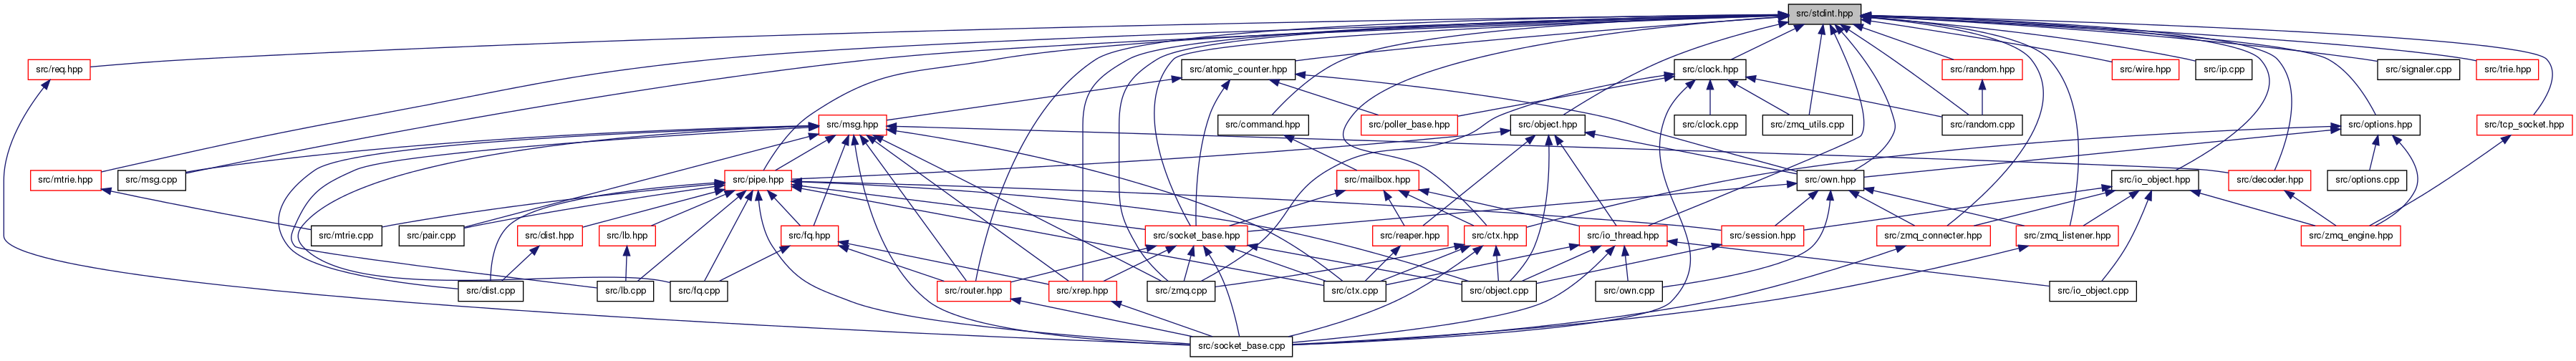 src/stdint.hpp
src/req.hpp
src/atomic_counter.hpp
src/clock.hpp
src/random.hpp
src/wire.hpp
src/ip.cpp
src/signaler.cpp
src/trie.hpp
src/msg.hpp
src/command.hpp
src/poller_base.hpp
src/object.hpp
src/clock.cpp
src/zmq_utils.cpp
src/random.cpp
src/options.hpp
src/tcp_socket.hpp
src/mtrie.hpp
src/msg.cpp
src/pipe.hpp
src/mailbox.hpp
src/own.hpp
src/io_object.hpp
src/decoder.hpp
src/options.cpp
src/mtrie.cpp
src/pair.cpp
src/dist.hpp
src/lb.hpp
src/fq.hpp
src/socket_base.hpp
src/reaper.hpp
src/ctx.hpp
src/io_thread.hpp
src/session.hpp
src/zmq_connecter.hpp
src/zmq_listener.hpp
src/zmq_engine.hpp
src/dist.cpp
src/lb.cpp
src/fq.cpp
src/router.hpp
src/xrep.hpp
src/zmq.cpp
src/ctx.cpp
src/object.cpp
src/own.cpp
src/io_object.cpp
src/socket_base.cpp